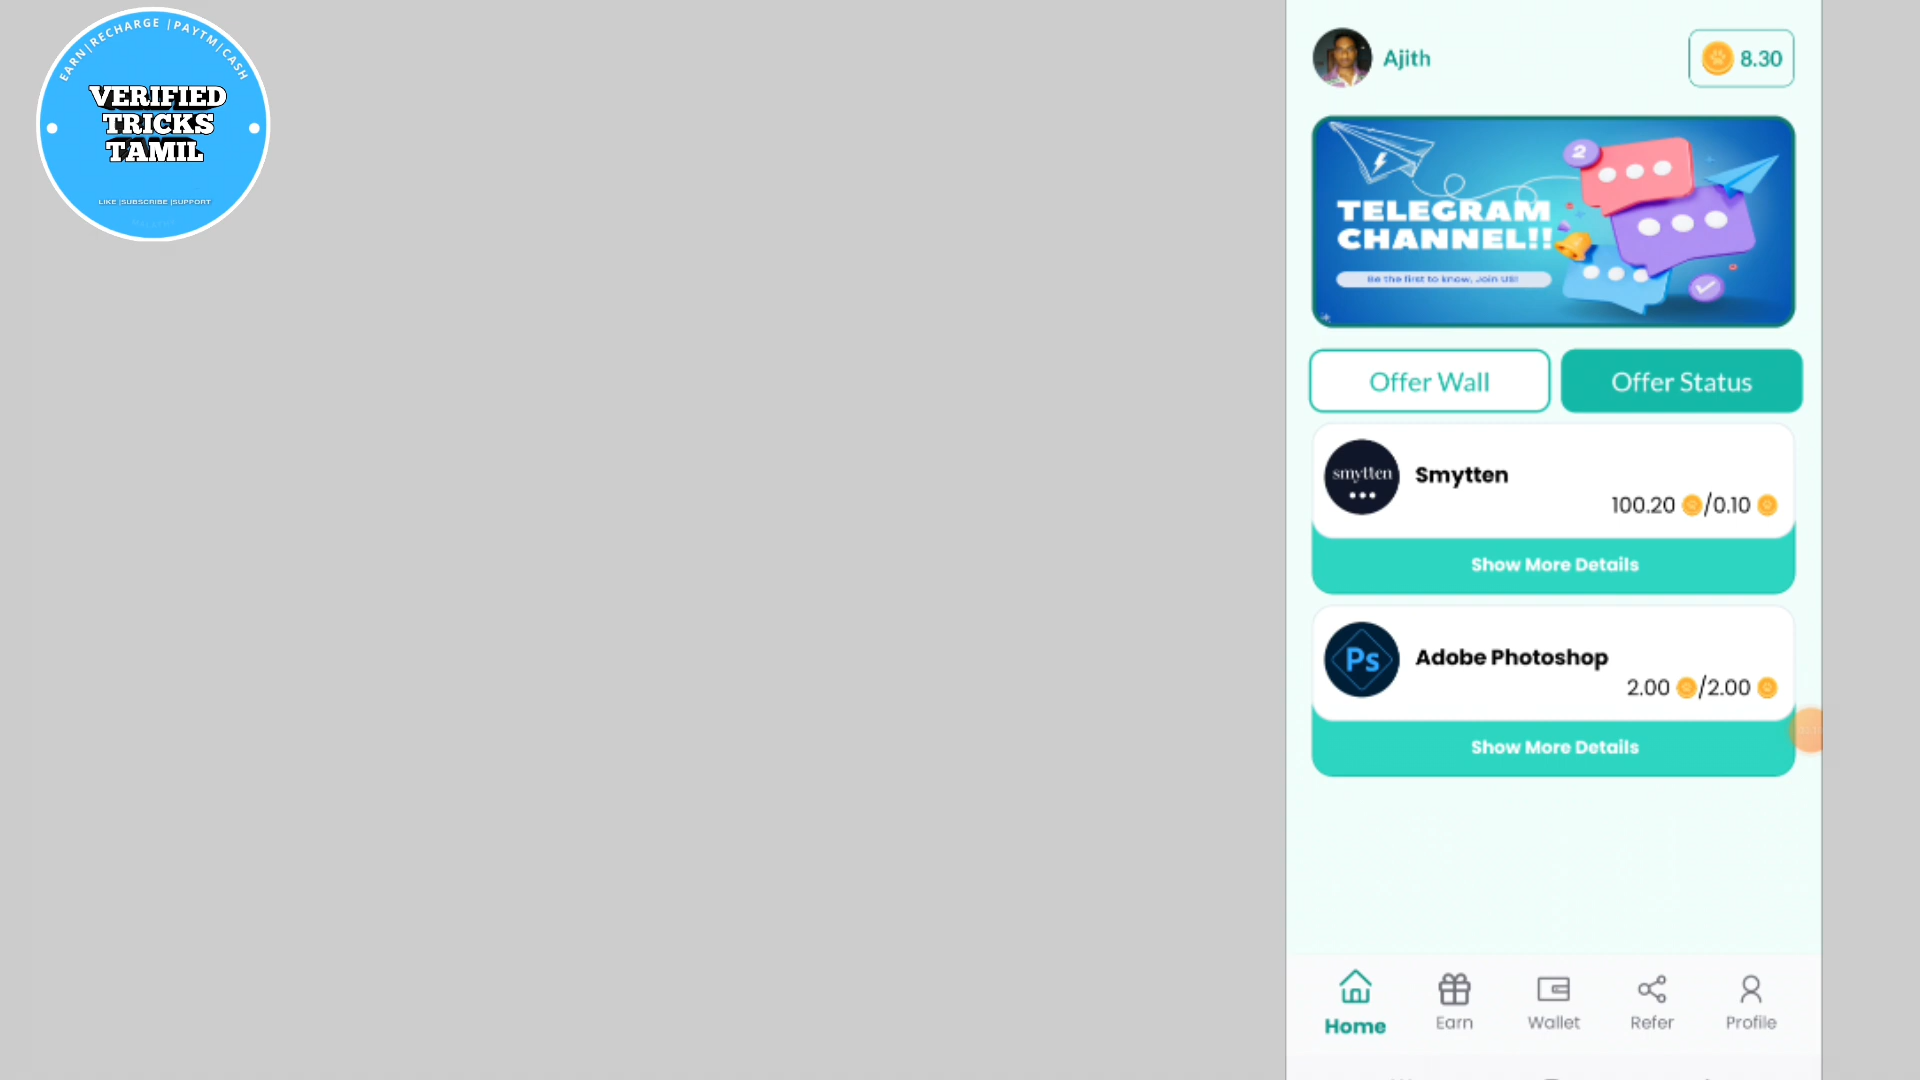 EARN|RECHARGE |PAYTM|CASH
VERIFIED
TRICKS
TAMIL
LIKE |SUBSCRIBE |SUPPORT
Ajith
8.30
2
TELEGRAM
CHANNEL!!
Be the first to know, Join US!!
Offer Wall
Offer Status
smytten
Smytten
100.20 /0.10
Show More Details
Ps
Adobe Photoshop
2.00 /2.00
Show More Details
Home
Earn
Wallet
Refer
Profile